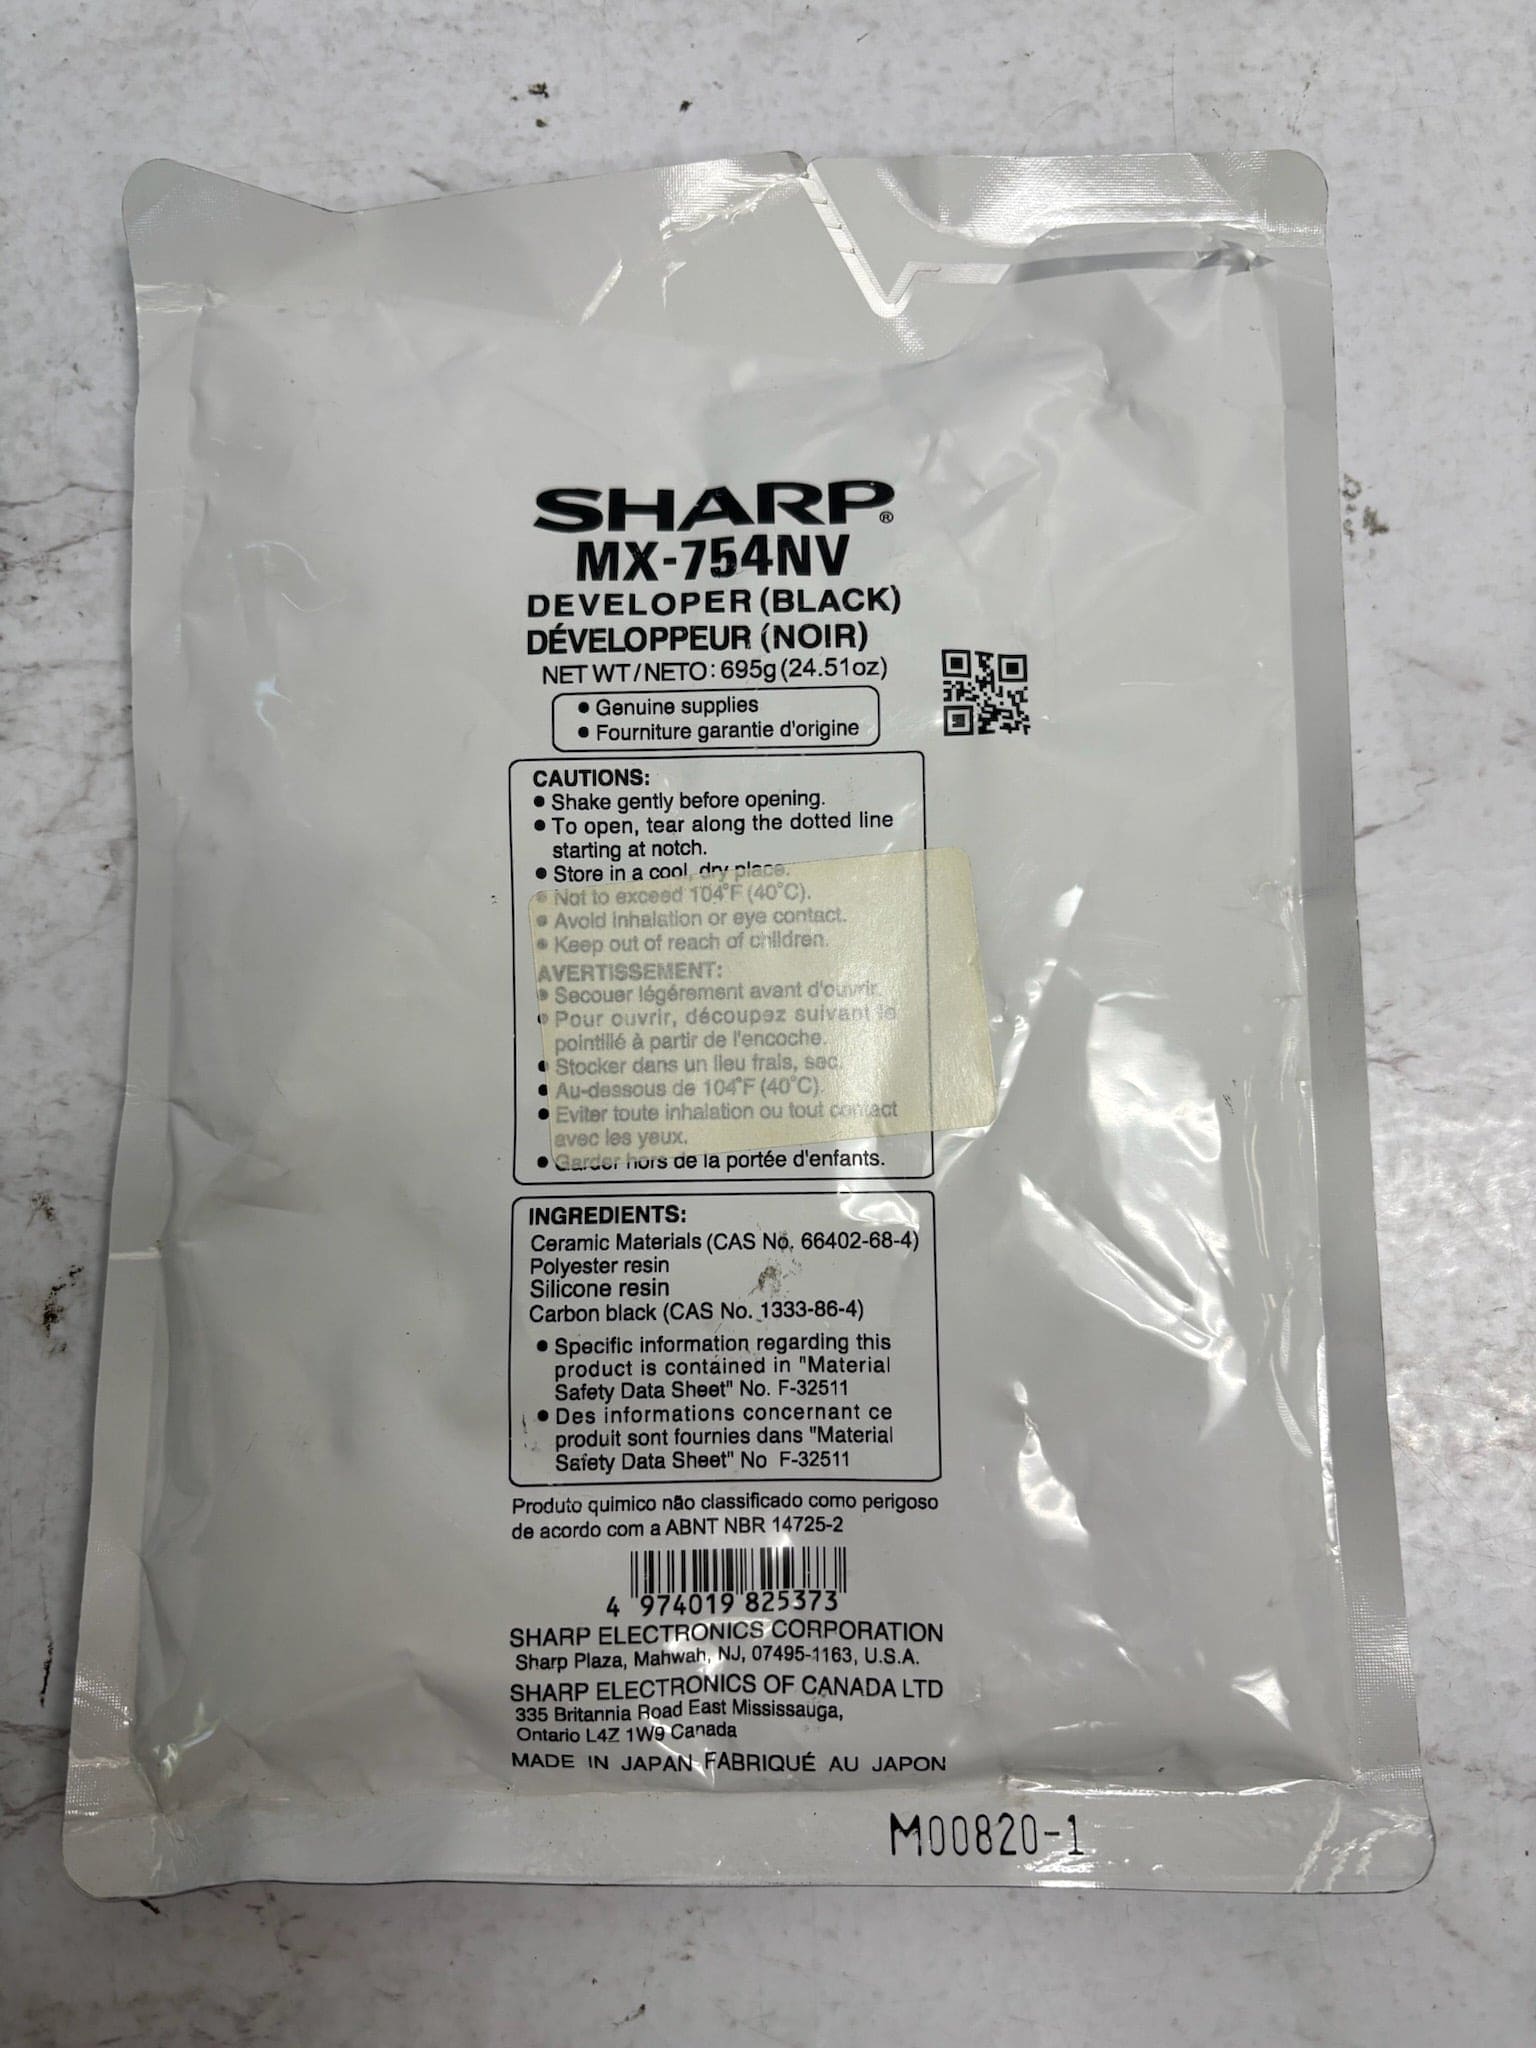 SHARP®
MX-754NV
DEVELOPER (BLACK)
DÉVELOPPEUR (NOIR)
NET WT/NETO: 695g (24.51oz)
• Genuine supplies
• Fourniture garantie d'origine
CAUTIONS:
• Shake gently before opening.
• To open, tear along the dotted line
starting at notch.
• Store in a cool, dry place.
• Not to exceed 104°F (40°C).
• Avoid inhalation or eye contact.
• Keep out of reach of children.
AVERTISSEMENT:
• Secouer légérement avant d'ouvrir.
• Pour ouvrir, découpez suivant le
pointillé à partir de l'encoche.
• Stocker dans un lieu frais, sec.
• Au-dessous de 104°F (40°C).
• Eviter toute inhalation ou tout contact
avec les yeux.
• Garder hors de la portée d'enfants.
INGREDIENTS:
Ceramic Materials (CAS No. 66402-68-4)
Polyester resin
Silicone resin
Carbon black (CAS No. 1333-86-4)
• Specific information regarding this
product is contained in "Material
Safety Data Sheet" No. F-32511
• Des informations concernant ce
produit sont fournies dans "Material
Safety Data Sheet" No F-32511
Produto quimico não classificado como perigoso
de acordo com a ABNT NBR 14725-2
4 974019 825373
SHARP ELECTRONICS CORPORATION
Sharp Plaza, Mahwah, NJ, 07495-1163, U.S.A.
SHARP ELECTRONICS OF CANADA LTD
335 Britannia Road East Mississauga,
Ontario L4Z 1W9 Canada
MADE IN JAPAN FABRIQUÉ AU JAPON
M00820-1